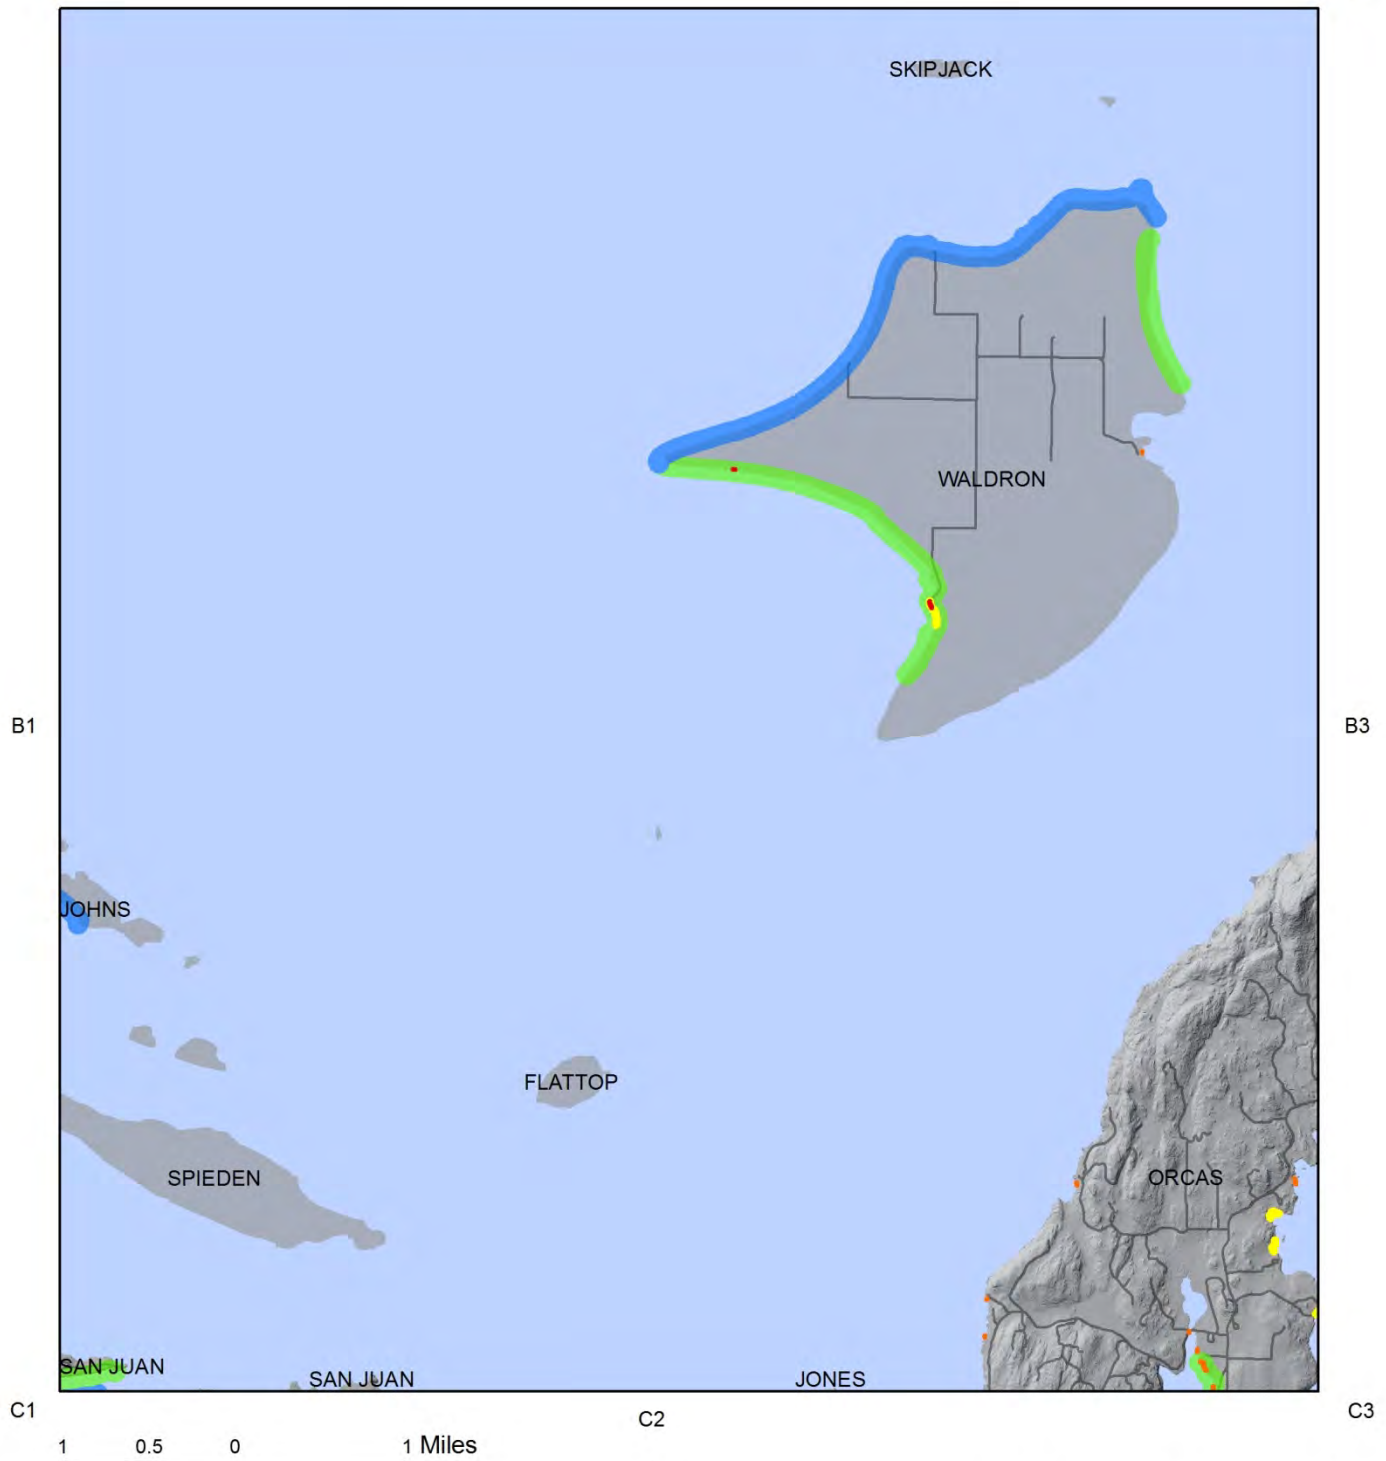 SKIPJACK
WALDRON
B1
B3
JOHNS
FLATTOP
SPIEDEN
ORCAS
SAN JUAN
SAN JUAN
JONES
C1
C2
C3
1 0.5 0 1 Miles